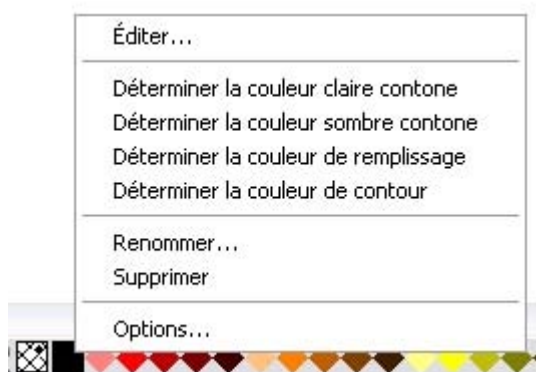 Éditer...
Déterminer la couleur claire contone
Déterminer la couleur sombre contone
Déterminer la couleur de remplissage
Déterminer la couleur de contour
Renommer...
Supprimer
Options...